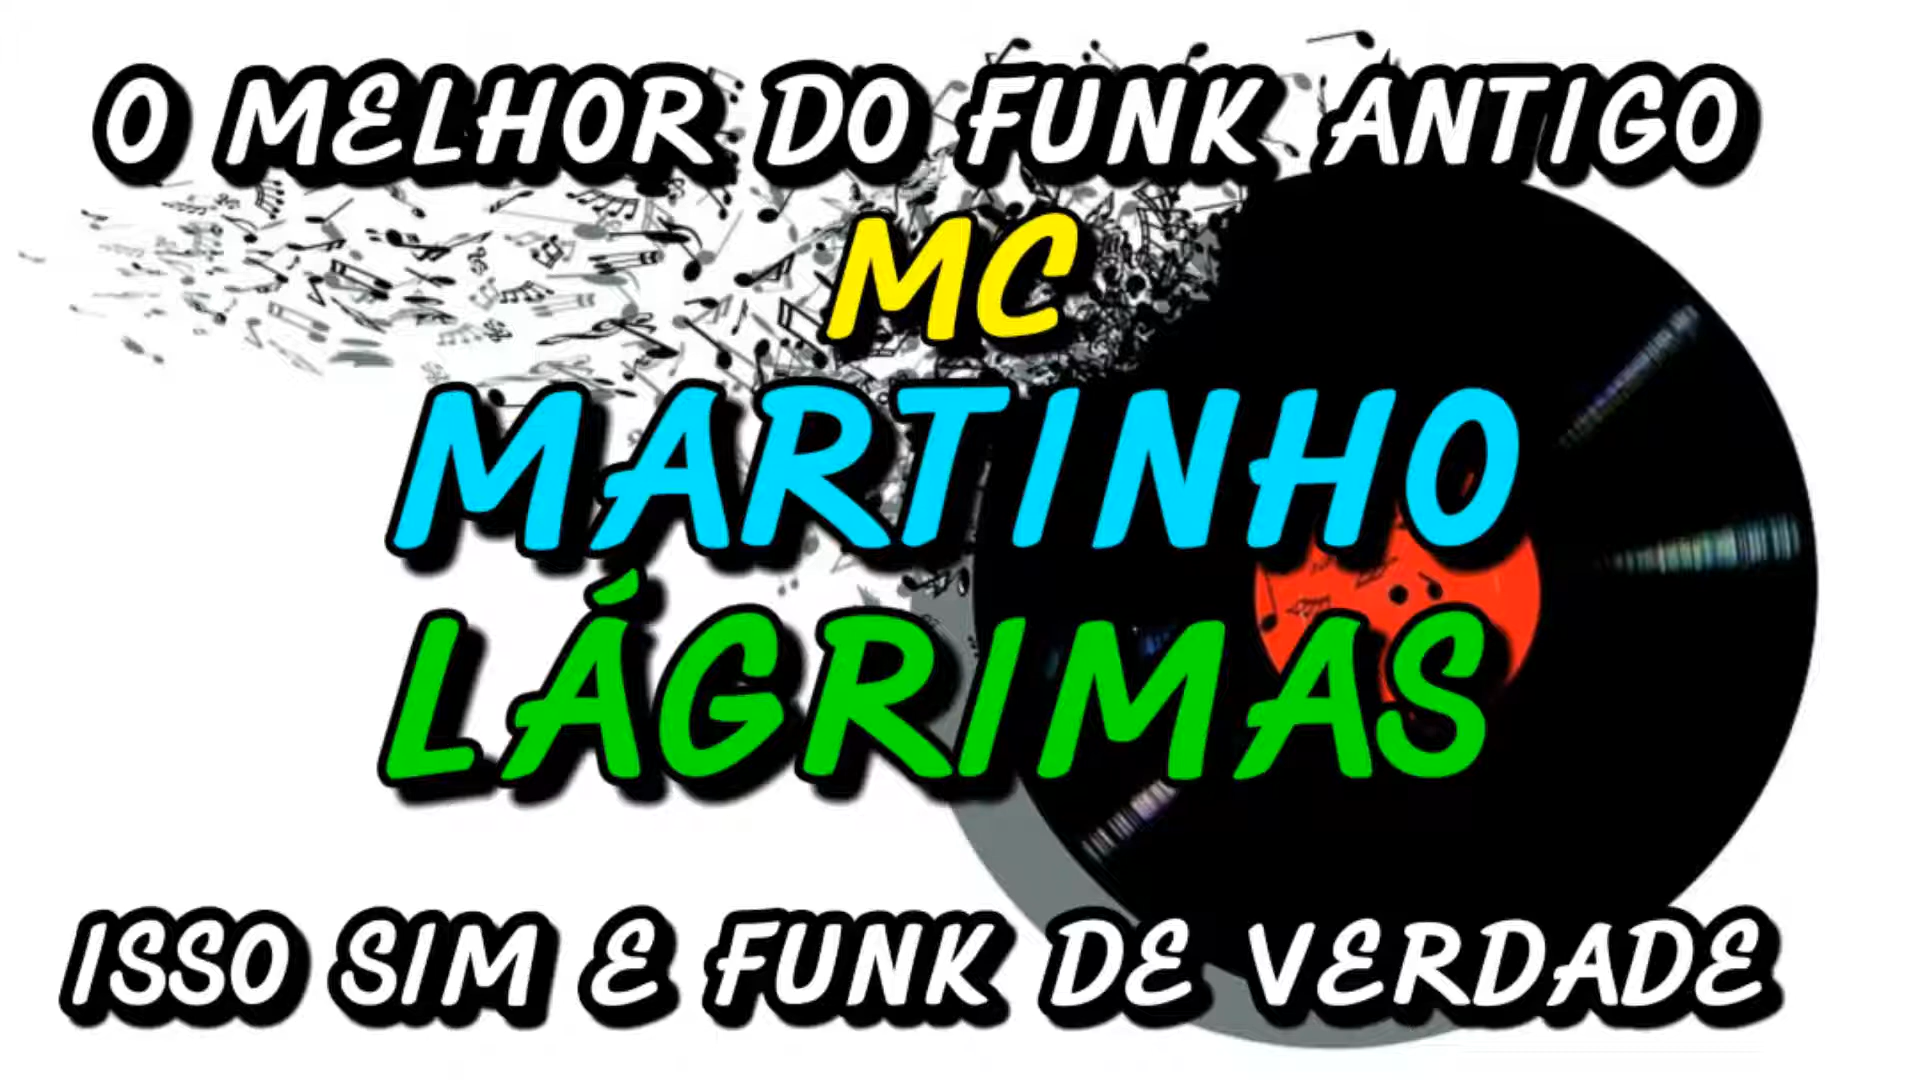 O MELHOR DO FUNK ANTIGO
MC
MARTINHO
LÁGRIMAS
ISSO SIM E FUNK DE VERDADE